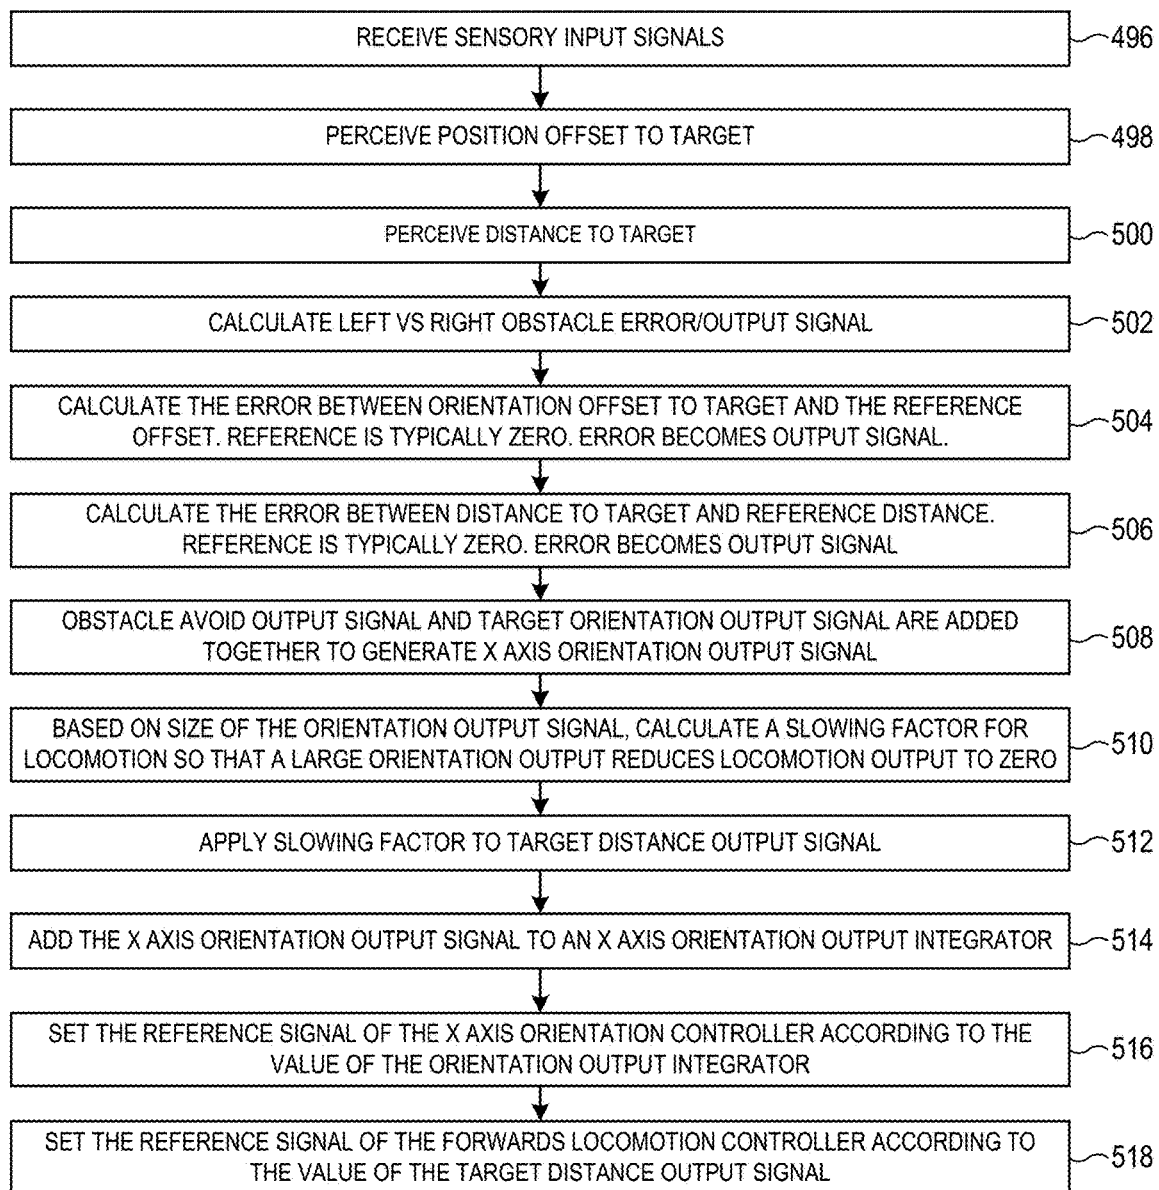 RECEIVE SENSORY INPUT SIGNALS
496
PERCEIVE POSITION OFFSET TO TARGET
498
PERCEIVE DISTANCE TO TARGET
500
CALCULATE LEFT VS RIGHT OBSTACLE ERROR/OUTPUT SIGNAL
502
CALCULATE THE ERROR BETWEEN ORIENTATION OFFSET TO TARGET AND THE REFERENCE
OFFSET. REFERENCE IS TYPICALLY ZERO. ERROR BECOMES OUTPUT SIGNAL.
504
CALCULATE THE ERROR BETWEEN DISTANCE TO TARGET AND REFERENCE DISTANCE.
REFERENCE IS TYPICALLY ZERO. ERROR BECOMES OUTPUT SIGNAL
506
OBSTACLE AVOID OUTPUT SIGNAL AND TARGET ORIENTATION OUTPUT SIGNAL ARE ADDED
TOGETHER TO GENERATE X AXIS ORIENTATION OUTPUT SIGNAL
508
BASED ON SIZE OF THE ORIENTATION OUTPUT SIGNAL, CALCULATE A SLOWING FACTOR FOR
LOCOMOTION SO THAT A LARGE ORIENTATION OUTPUT REDUCES LOCOMOTION OUTPUT TO ZERO
510
APPLY SLOWING FACTOR TO TARGET DISTANCE OUTPUT SIGNAL
512
ADD THE X AXIS ORIENTATION OUTPUT SIGNAL TO AN X AXIS ORIENTATION OUTPUT INTEGRATOR
514
SET THE REFERENCE SIGNAL OF THE X AXIS ORIENTATION CONTROLLER ACCORDING TO THE
VALUE OF THE ORIENTATION OUTPUT INTEGRATOR
516
SET THE REFERENCE SIGNAL OF THE FORWARDS LOCOMOTION CONTROLLER ACCORDING TO
THE VALUE OF THE TARGET DISTANCE OUTPUT SIGNAL
518